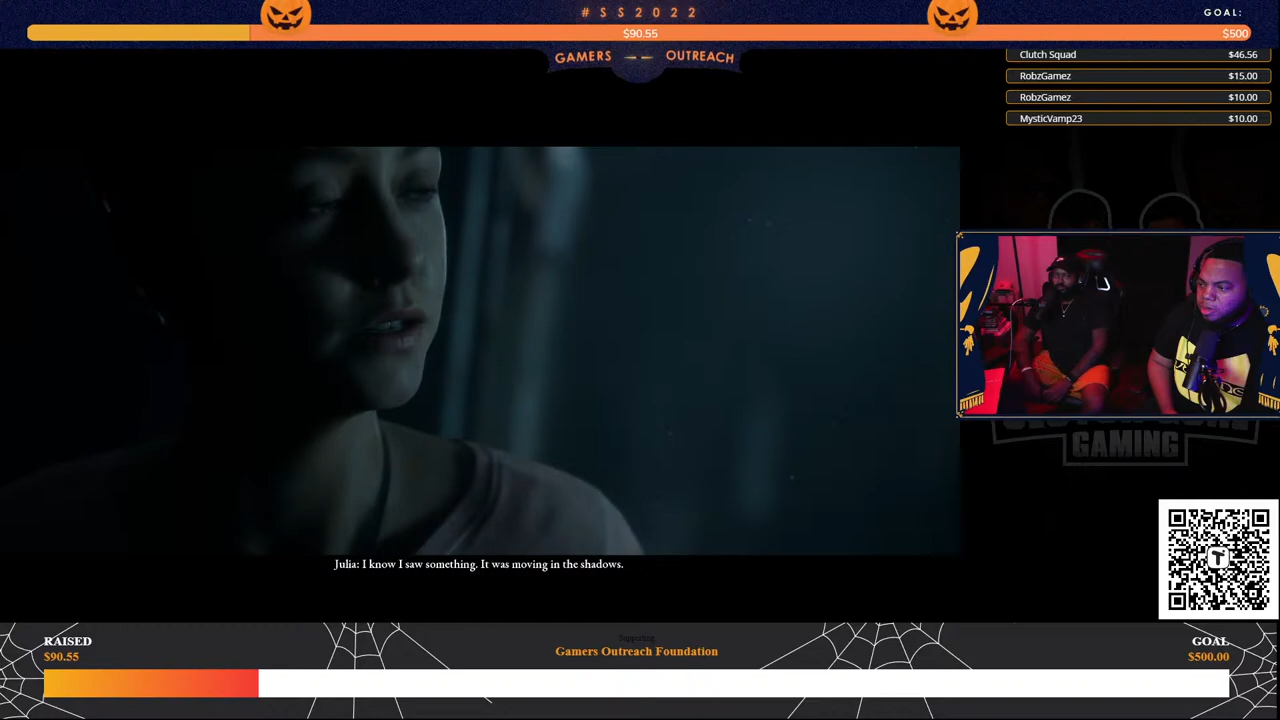 #SS2022
GOAL:
$90.55
$500
GAMERS OUTREACH
Clutch Squad $46.56
RobzGamez $15.00
RobzGamez $10.00
MysticVamp23 $10.00
GAMING
Julia: I know I saw something. It was moving in the shadows.
RAISED
$90.55
Supporting
Gamers Outreach Foundation
GOAL
$500.00